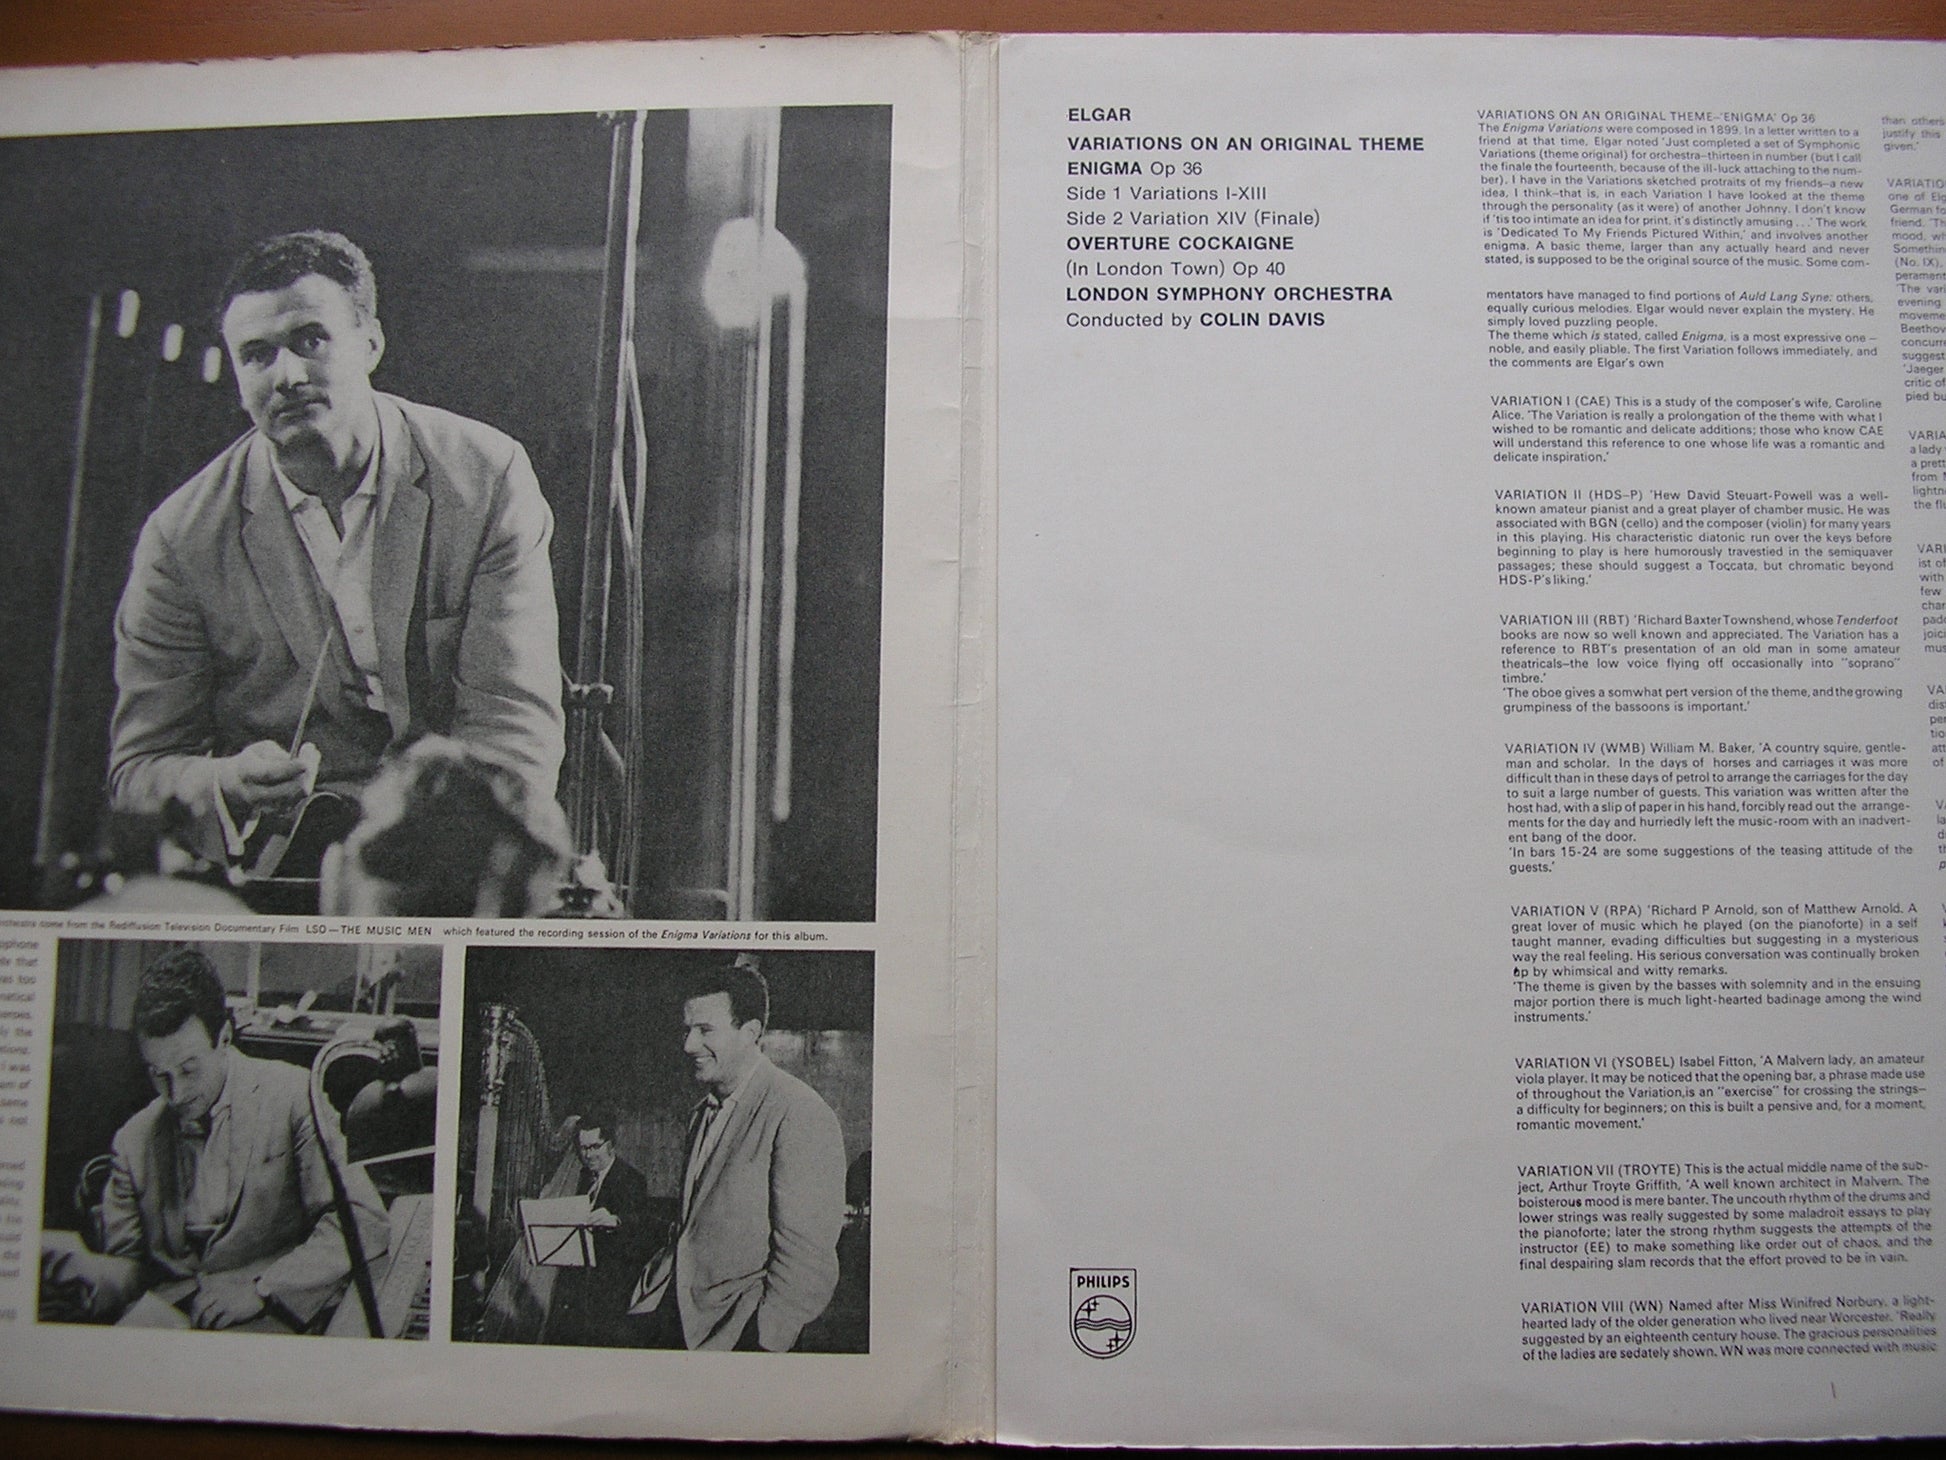 come from the Rediffusion Television Documentary Film LSO—THE MUSIC MEN which featured the recording session of the Enigma Variations for this album.
ELGAR
VARIATIONS ON AN ORIGINAL THEME
ENIGMA Op 36
Side 1 Variations I-XIII
Side 2 Variation XIV (Finale)
OVERTURE COCKAIGNE
(In London Town) Op 40
LONDON SYMPHONY ORCHESTRA
Conducted by COLIN DAVIS
PHILIPS
VARIATIONS ON AN ORIGINAL THEME–'ENIGMA' Op 36
The Enigma Variations were composed in 1899. In a letter written to a
friend at that time, Elgar noted 'Just completed a set of Symphonic
Variations (theme original) for orchestra–thirteen in number (but I call
the finale the fourteenth, because of the ill-luck attaching to the num-
ber). I have in the Variations sketched protraits of my friends–a new
idea, I think–that is, in each Variation I have looked at the theme
through the personality (as it were) of another Johnny. I don't know
if 'tis too intimate an idea for print, it's distinctly amusing . . .' The work
is 'Dedicated To My Friends Pictured Within,' and involves another
enigma. A basic theme, larger than any actually heard and never
stated, is supposed to be the original source of the music. Some com-
mentators have managed to find portions of Auld Lang Syne: others,
equally curious melodies. Elgar would never explain the mystery. He
simply loved puzzling people.
The theme which is stated, called Enigma, is a most expressive one –
noble, and easily pliable. The first Variation follows immediately, and
the comments are Elgar's own
VARIATION I (CAE) This is a study of the composer's wife, Caroline
Alice. 'The Variation is really a prolongation of the theme with what I
wished to be romantic and delicate additions; those who know CAE
will understand this reference to one whose life was a romantic and
delicate inspiration.'
VARIATION II (HDS–P) 'Hew David Steuart-Powell was a well-
known amateur pianist and a great player of chamber music. He was
associated with BGN (cello) and the composer (violin) for many years
in this playing. His characteristic diatonic run over the keys before
beginning to play is here humorously travestied in the semiquaver
passages; these should suggest a Toccata, but chromatic beyond
HDS-P's liking.'
VARIATION III (RBT) 'Richard Baxter Townshend, whose Tenderfoot
books are now so well known and appreciated. The Variation has a
reference to RBT's presentation of an old man in some amateur
theatricals–the low voice flying off occasionally into "soprano"
timbre.'
'The oboe gives a somwhat pert version of the theme, and the growing
grumpiness of the bassoons is important.'
VARIATION IV (WMB) William M. Baker, 'A country squire, gentle-
man and scholar. In the days of horses and carriages it was more
difficult than in these days of petrol to arrange the carriages for the day
to suit a large number of guests. This variation was written after the
host had, with a slip of paper in his hand, forcibly read out the arrange-
ments for the day and hurriedly left the music-room with an inadvert-
ent bang of the door.
'In bars 15-24 are some suggestions of the teasing attitude of the
guests.'
VARIATION V (RPA) 'Richard P Arnold, son of Matthew Arnold. A
great lover of music which he played (on the pianoforte) in a self
taught manner, evading difficulties but suggesting in a mysterious
way the real feeling. His serious conversation was continually broken
up by whimsical and witty remarks.
'The theme is given by the basses with solemnity and in the ensuing
major portion there is much light-hearted badinage among the wind
instruments.'
VARIATION VI (YSOBEL) Isabel Fitton, 'A Malvern lady, an amateur
viola player. It may be noticed that the opening bar, a phrase made use
of throughout the Variation,is an "exercise" for crossing the strings–
a difficulty for beginners; on this is built a pensive and, for a moment,
romantic movement.'
VARIATION VII (TROYTE) This is the actual middle name of the sub-
ject, Arthur Troyte Griffith, 'A well known architect in Malvern. The
boisterous mood is mere banter. The uncouth rhythm of the drums and
lower strings was really suggested by some maladroit essays to play
the pianoforte; later the strong rhythm suggests the attempts of the
instructor (EE) to make something like order out of chaos, and the
final despairing slam records that the effort proved to be in vain.
VARIATION VIII (WN) Named after Miss Winifred Norbury, a light-
hearted lady of the older generation who lived near Worcester. 'Really
suggested by an eighteenth century house. The gracious personalities
of the ladies are sedately shown. WN was more connected with music
than others
justify this
given.'
one of
German
friend.
mood,
(No. IX),
evening
suggest
'Jaeger
critic of
a lady
a prett
from
the
ist of
with
few